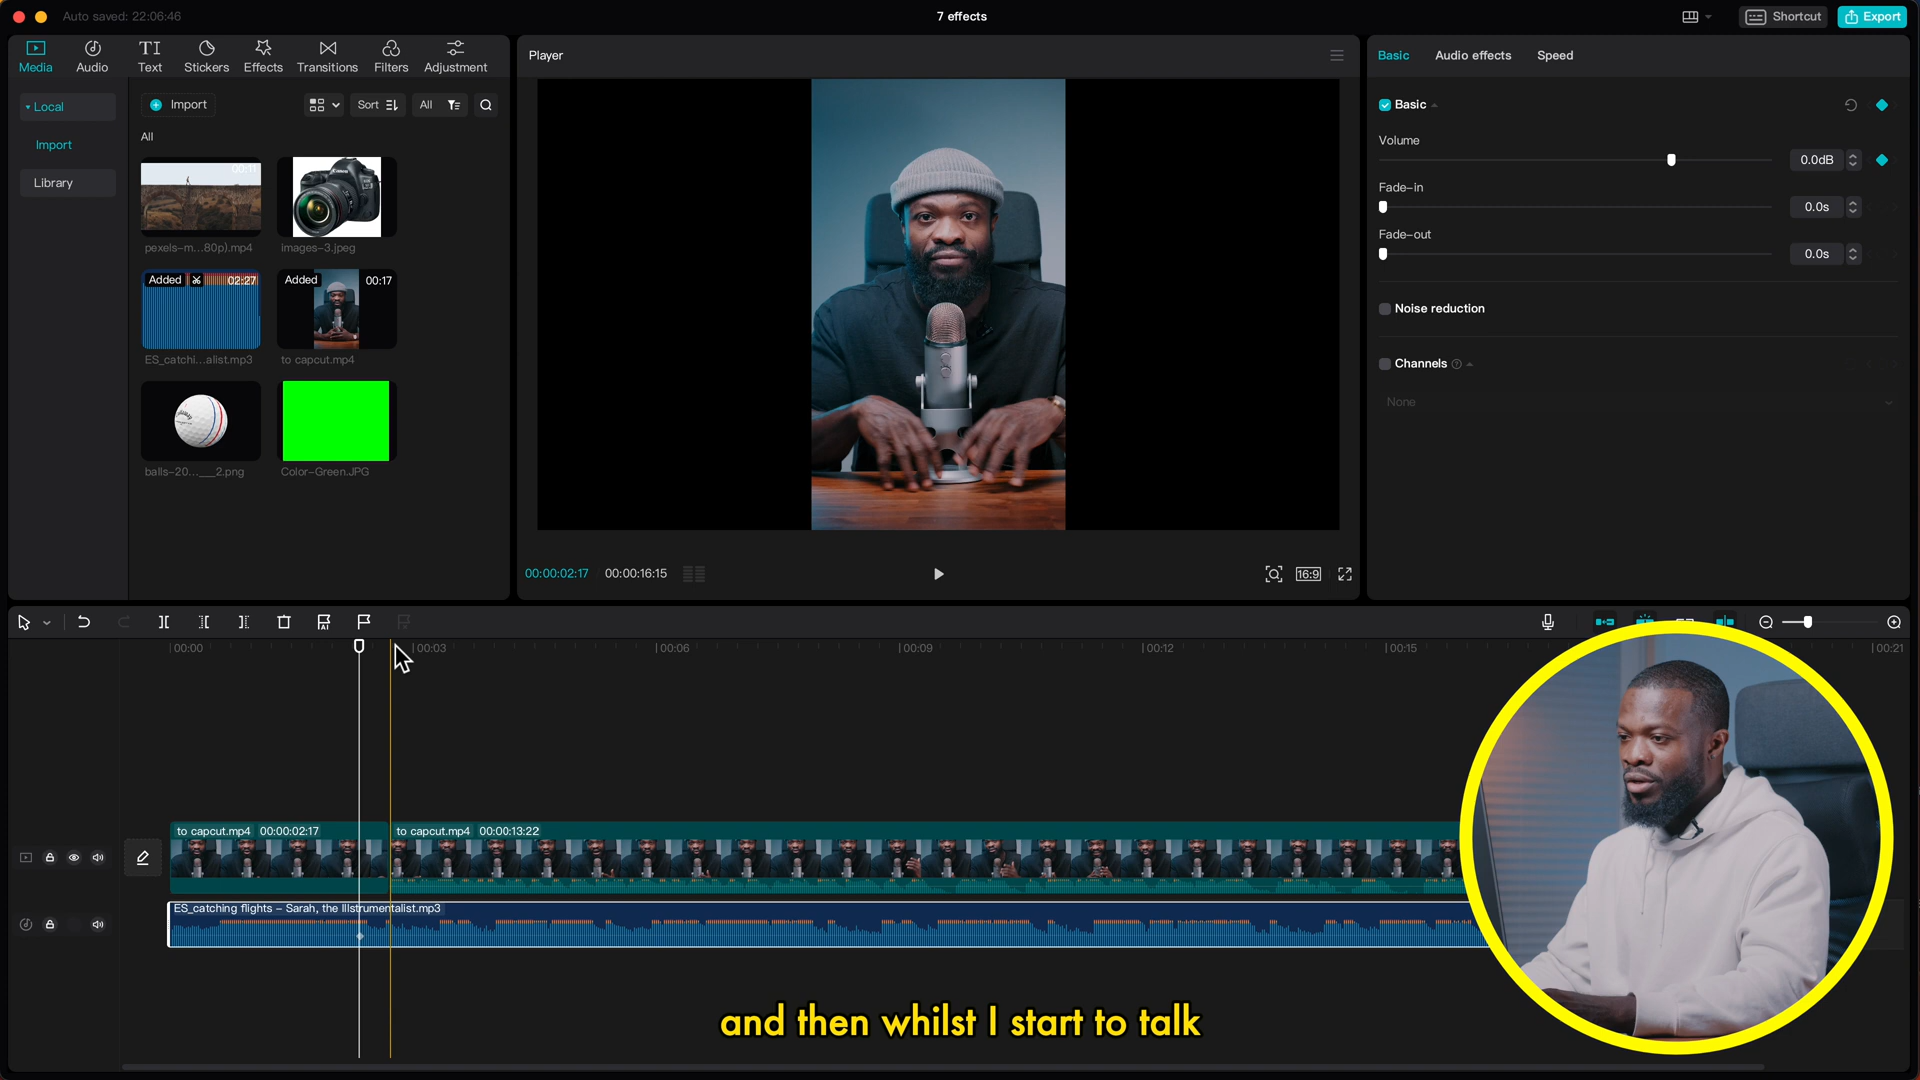 Auto saved: 22:06:46
7 effects
Shortcut
Export
Media
Audio
TI
Text
Stickers
Effects
Transitions
Filters
Adjustment
Player
Basic
Audio effects
Speed
Local
Import
Library
Import
Sort
All
All
pexels-m...80p).mp4
images-3.jpeg
Canon
Added
02:27
ES_catchi...alist.mp3
Added
00:17
to capcut.mp4
balls-20...___2.png
Color-Green.JPG
Basic
Volume
0.0dB
Fade-in
0.0s
Fade-out
0.0s
Noise reduction
Channels
None
00:00:02:17
00:00:16:15
16:9
00:00
00:03
00:06
00:09
00:12
00:15
00:21
to capcut.mp4 00:00:02:17
to capcut.mp4 00:00:13:22
ES_catching flights – Sarah, the Illstrumentalist.mp3
and then whilst I start to talk